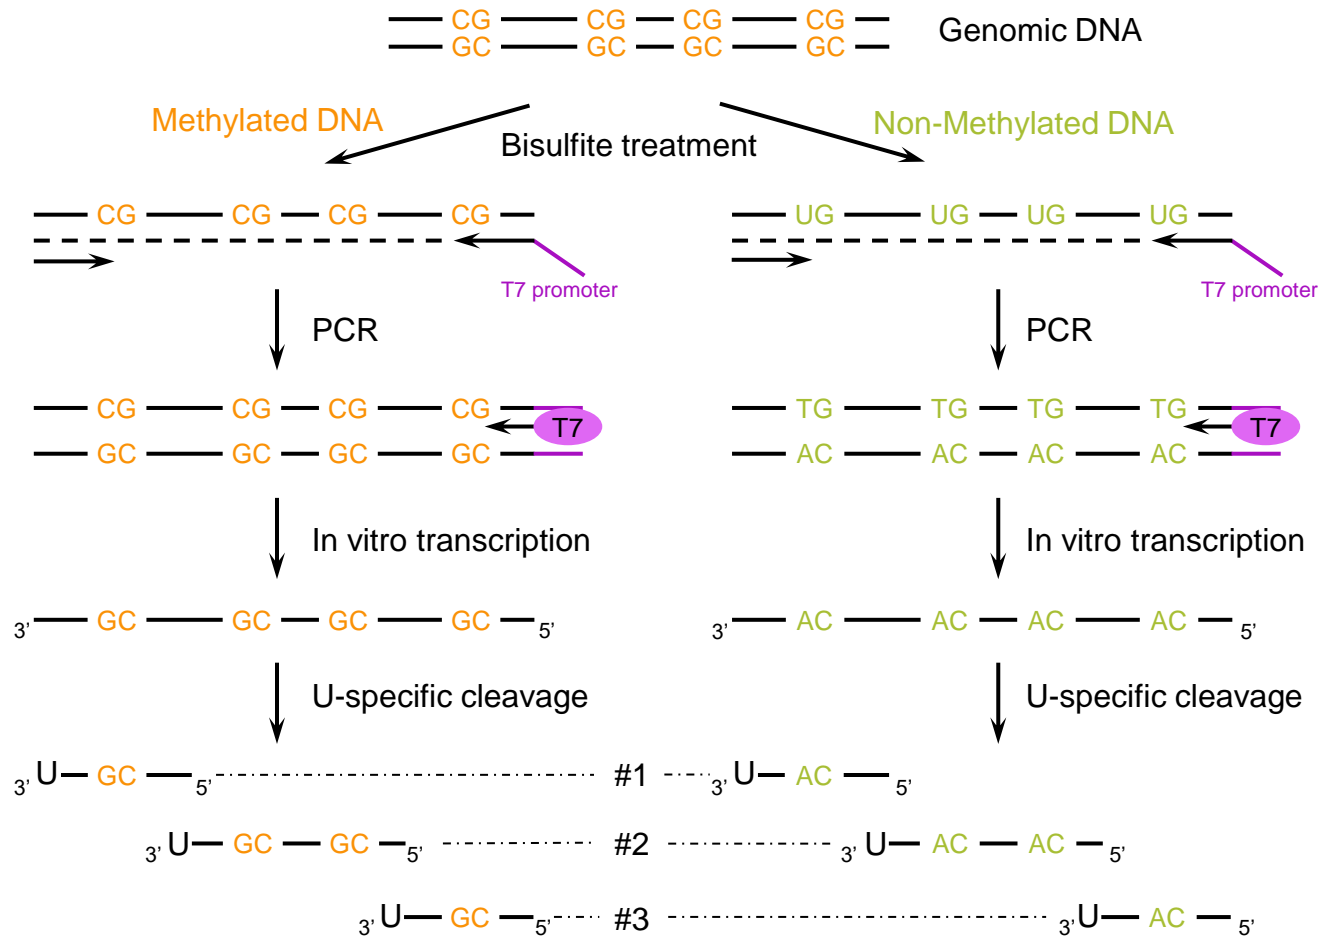 CG CG CG CG
GC GC GC GC
Genomic DNA
Methylated DNA
Non-Methylated DNA
Bisulfite treatment
CG CG CG CG
UG UG UG UG
T7 promoter
T7 promoter
PCR
PCR
CG CG CG CG
TG TG TG TG
T7
T7
GC GC GC GC
AC AC AC AC
In vitro transcription
In vitro transcription
3' GC GC GC GC 5'
3' AC AC AC AC 5'
U-specific cleavage
U-specific cleavage
3' U GC 5' #1 3' U AC 5'
3' U GC GC 5' #2 3' U AC AC 5'
3' U GC 5' #3 3' U AC 5'